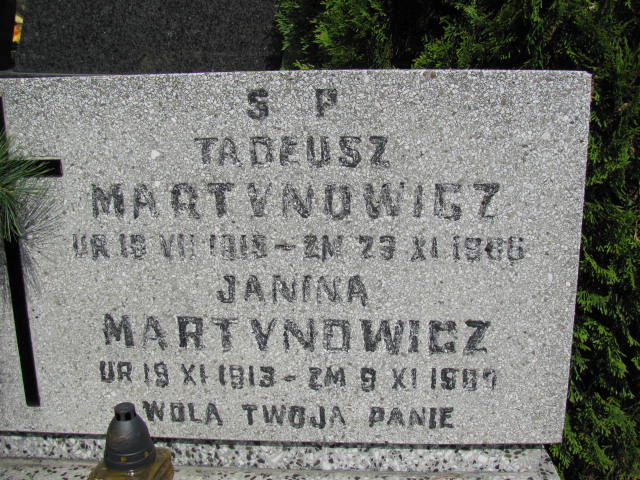 S P
TADEUSZ
MARTYNOWICZ
UR 19 VII - ZM XI
JANINA
MARTYNOWICZ
UR 19 XI 1913 - ZM 9 XI
WOLA TWOJA PANIE